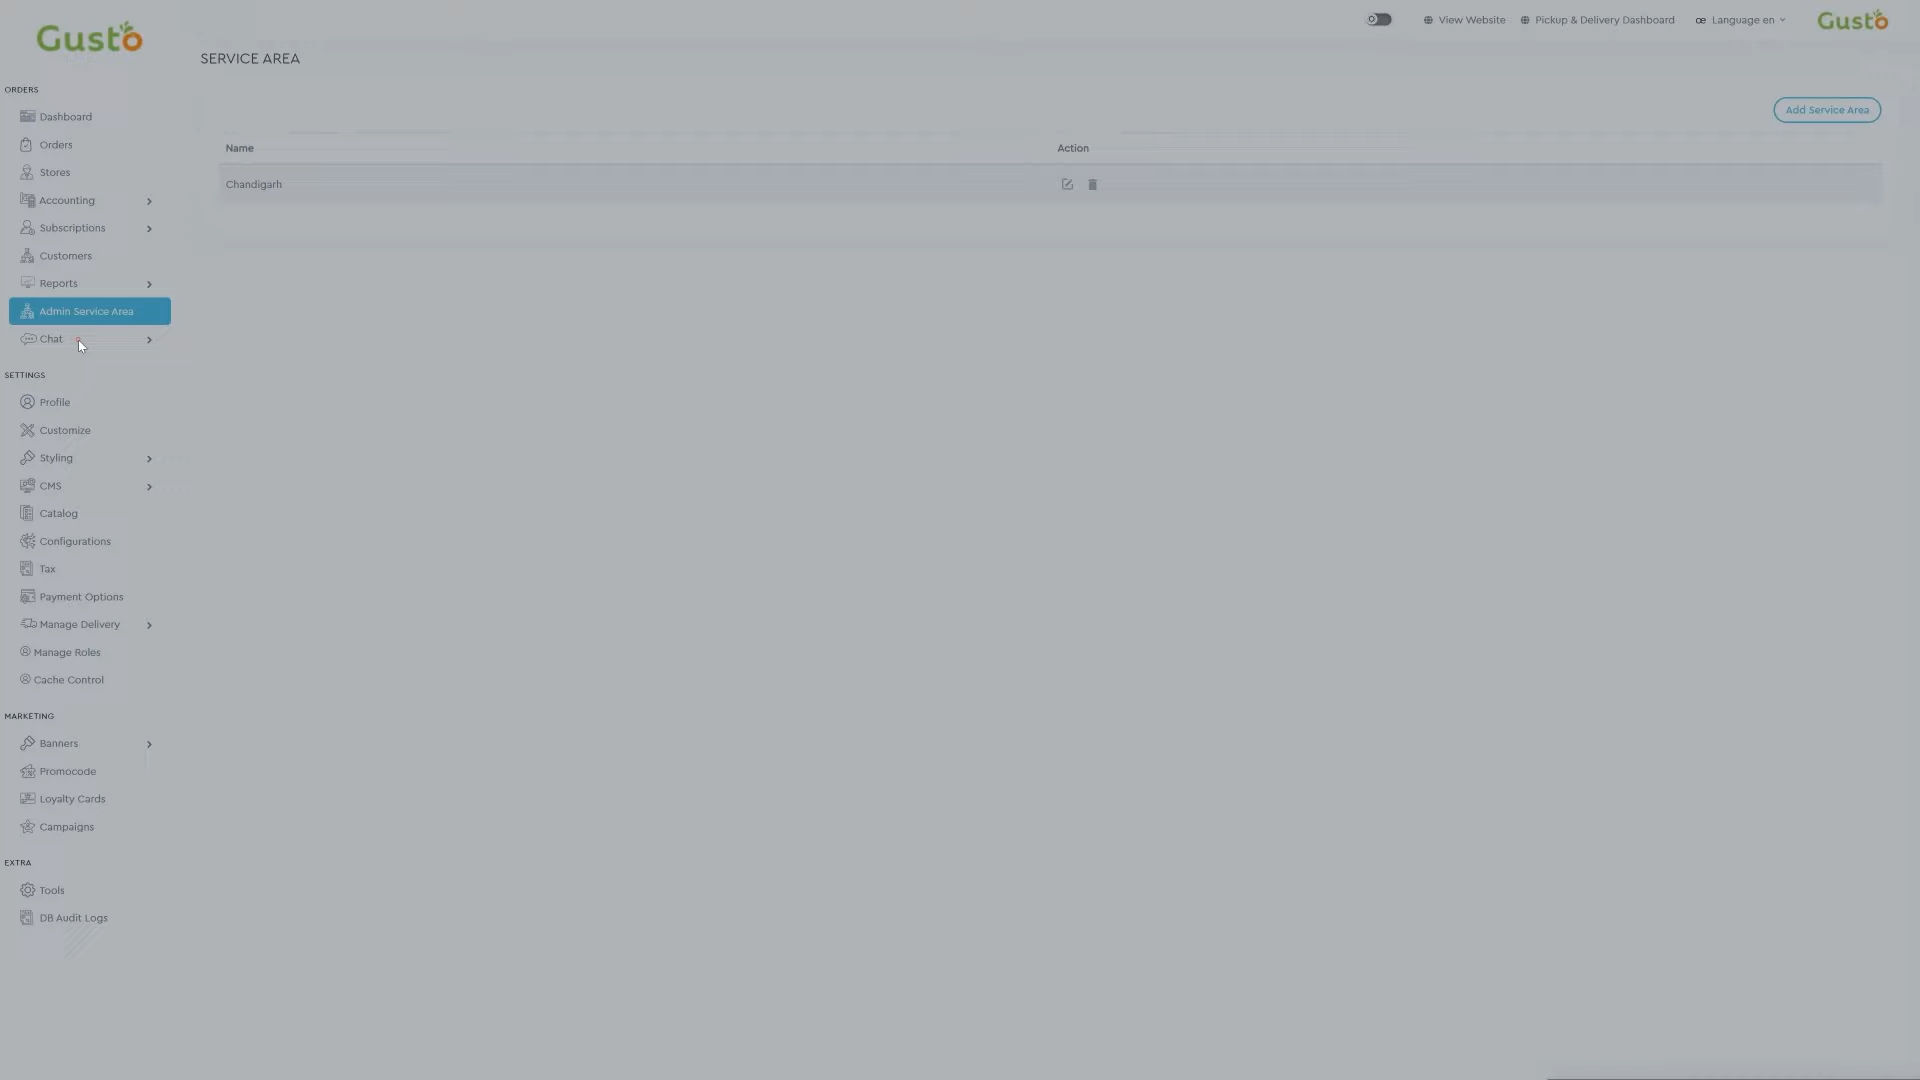 Gusto
View Website
Pickup & Delivery Dashboard
Language en
Gusto
SERVICE AREA
ORDERS
Dashboard
Orders
Stores
Accounting
Subscriptions
Customers
Reports
Admin Service Area
Chat
SETTINGS
Profile
Customize
Styling
CMS
Catalog
Configurations
Tax
Payment Options
Manage Delivery
Manage Roles
Cache Control
MARKETING
Banners
Promocode
Loyalty Cards
Campaigns
EXTRA
Tools
DB Audit Logs
Add Service Area
Name Action
Chandigarh